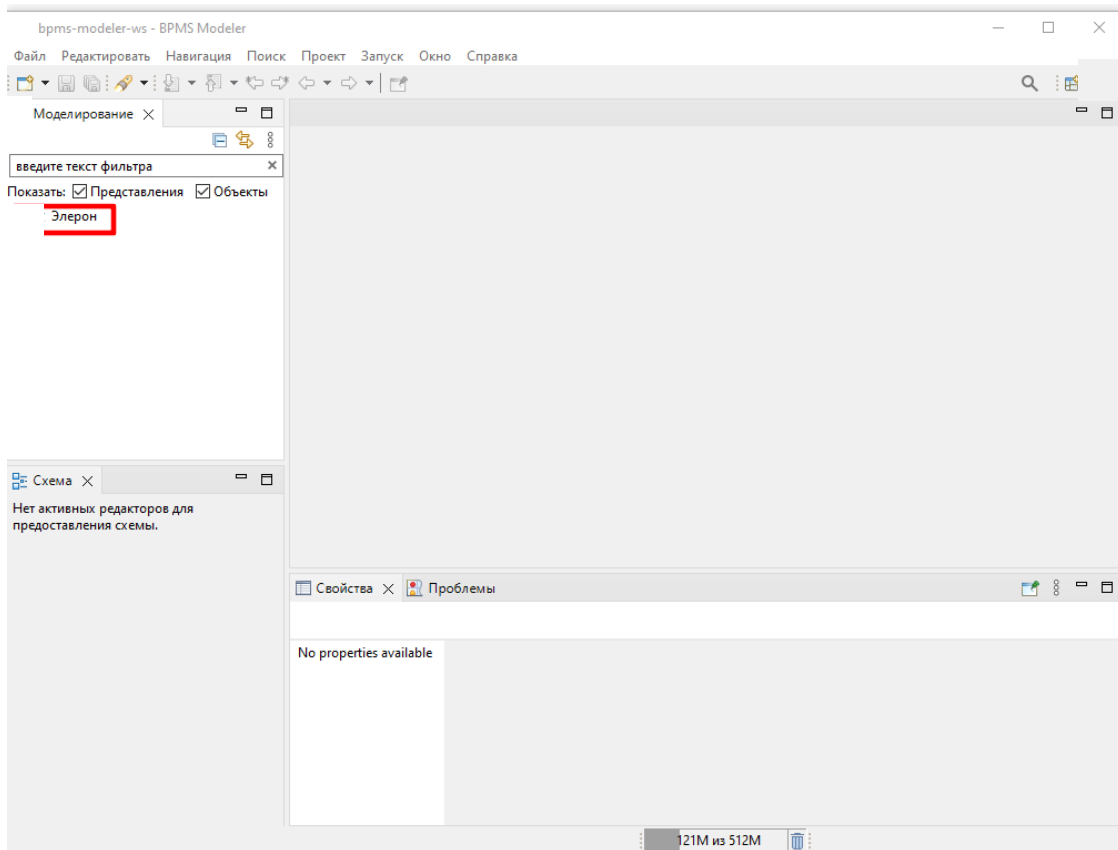 bpms-modeler-ws - BPMS Modeler
Файл Редактировать Навигация Поиск Проект Запуск Окно Справка
Моделирование
введите текст фильтра
Показать: Представления Объекты
Элерон
Схема
Нет активных редакторов для
предоставления схемы.
Свойства Проблемы
No properties available
121M из 512M